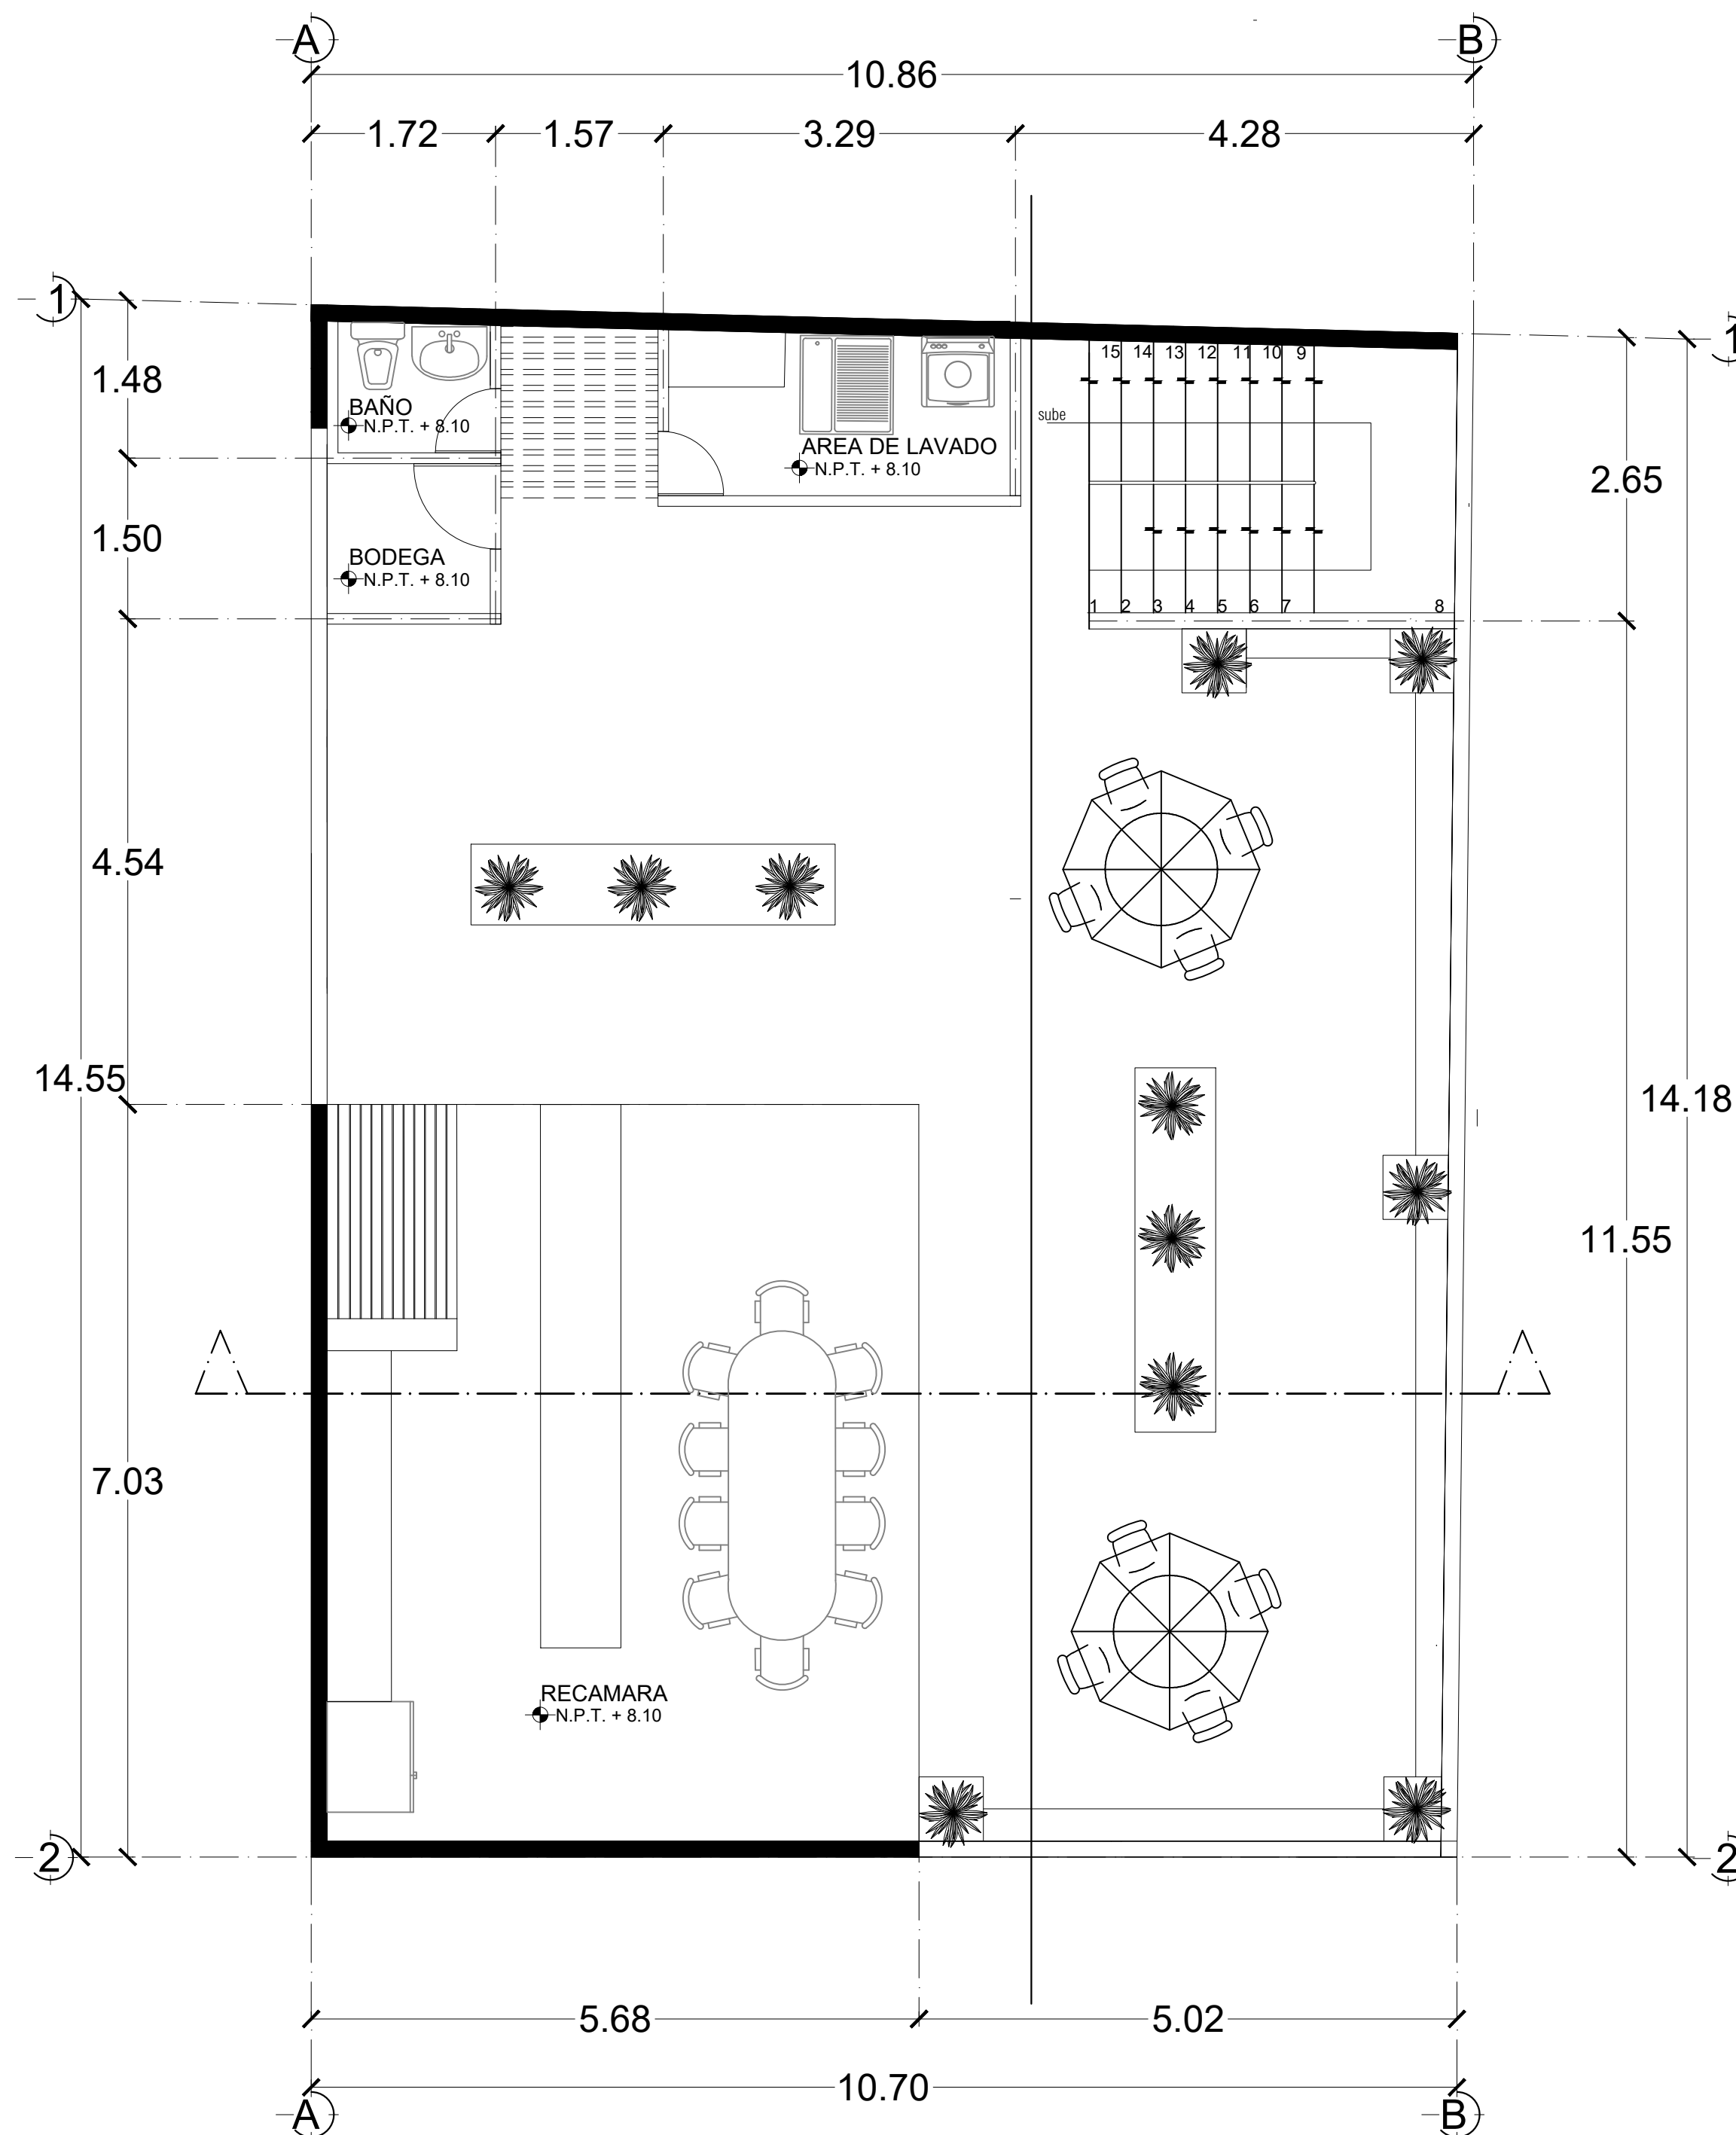 A
B
10.86
1.72
1.57
3.29
4.28
1
1
15
14
13
12
11
10
9
1.48
BAÑO
N.P.T. + 8.10
sube
AREA DE LAVADO
N.P.T. + 8.10
2.65
1.50
BODEGA
N.P.T. + 8.10
1
2
3
4
5
6
7
8
4.54
14.55
14.18
11.55
7.03
RECAMARA
N.P.T. + 8.10
2
2
5.68
5.02
10.70
A
B